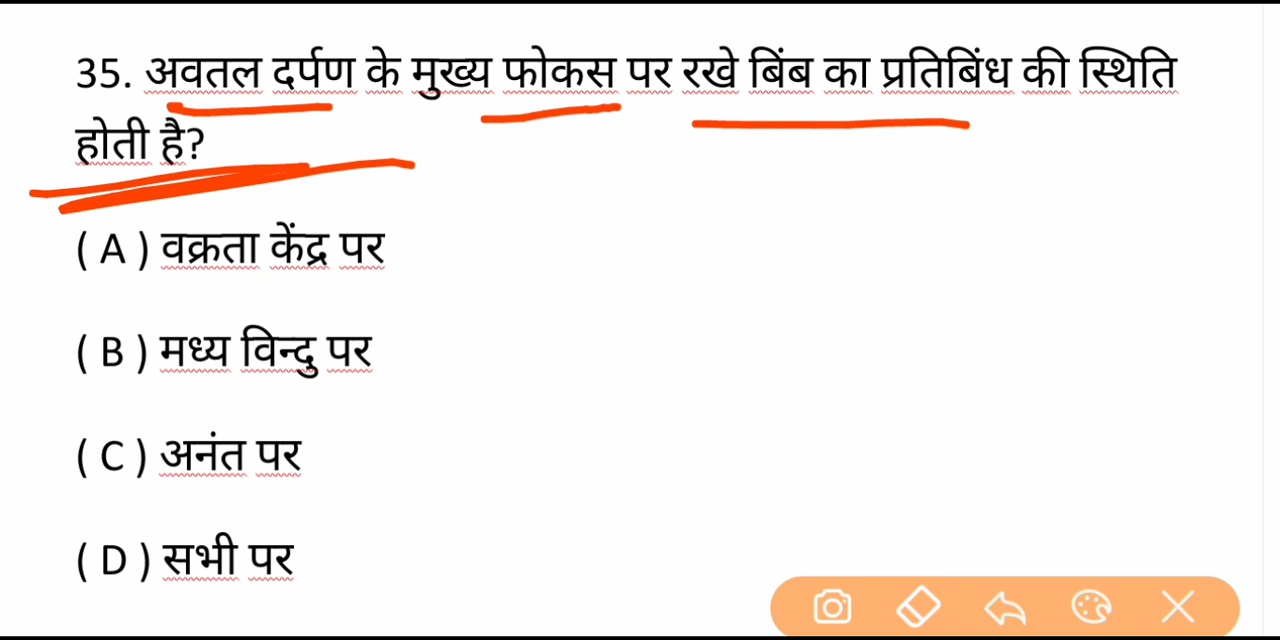 35. अवतल दर्पण के मुख्य फोकस पर रखे बिंब का प्रतिबिंध की स्थिति
होती है?
( A ) वक्रता केंद्र पर
( B ) मध्य विन्दु पर
( C ) अनंत पर
( D ) सभी पर